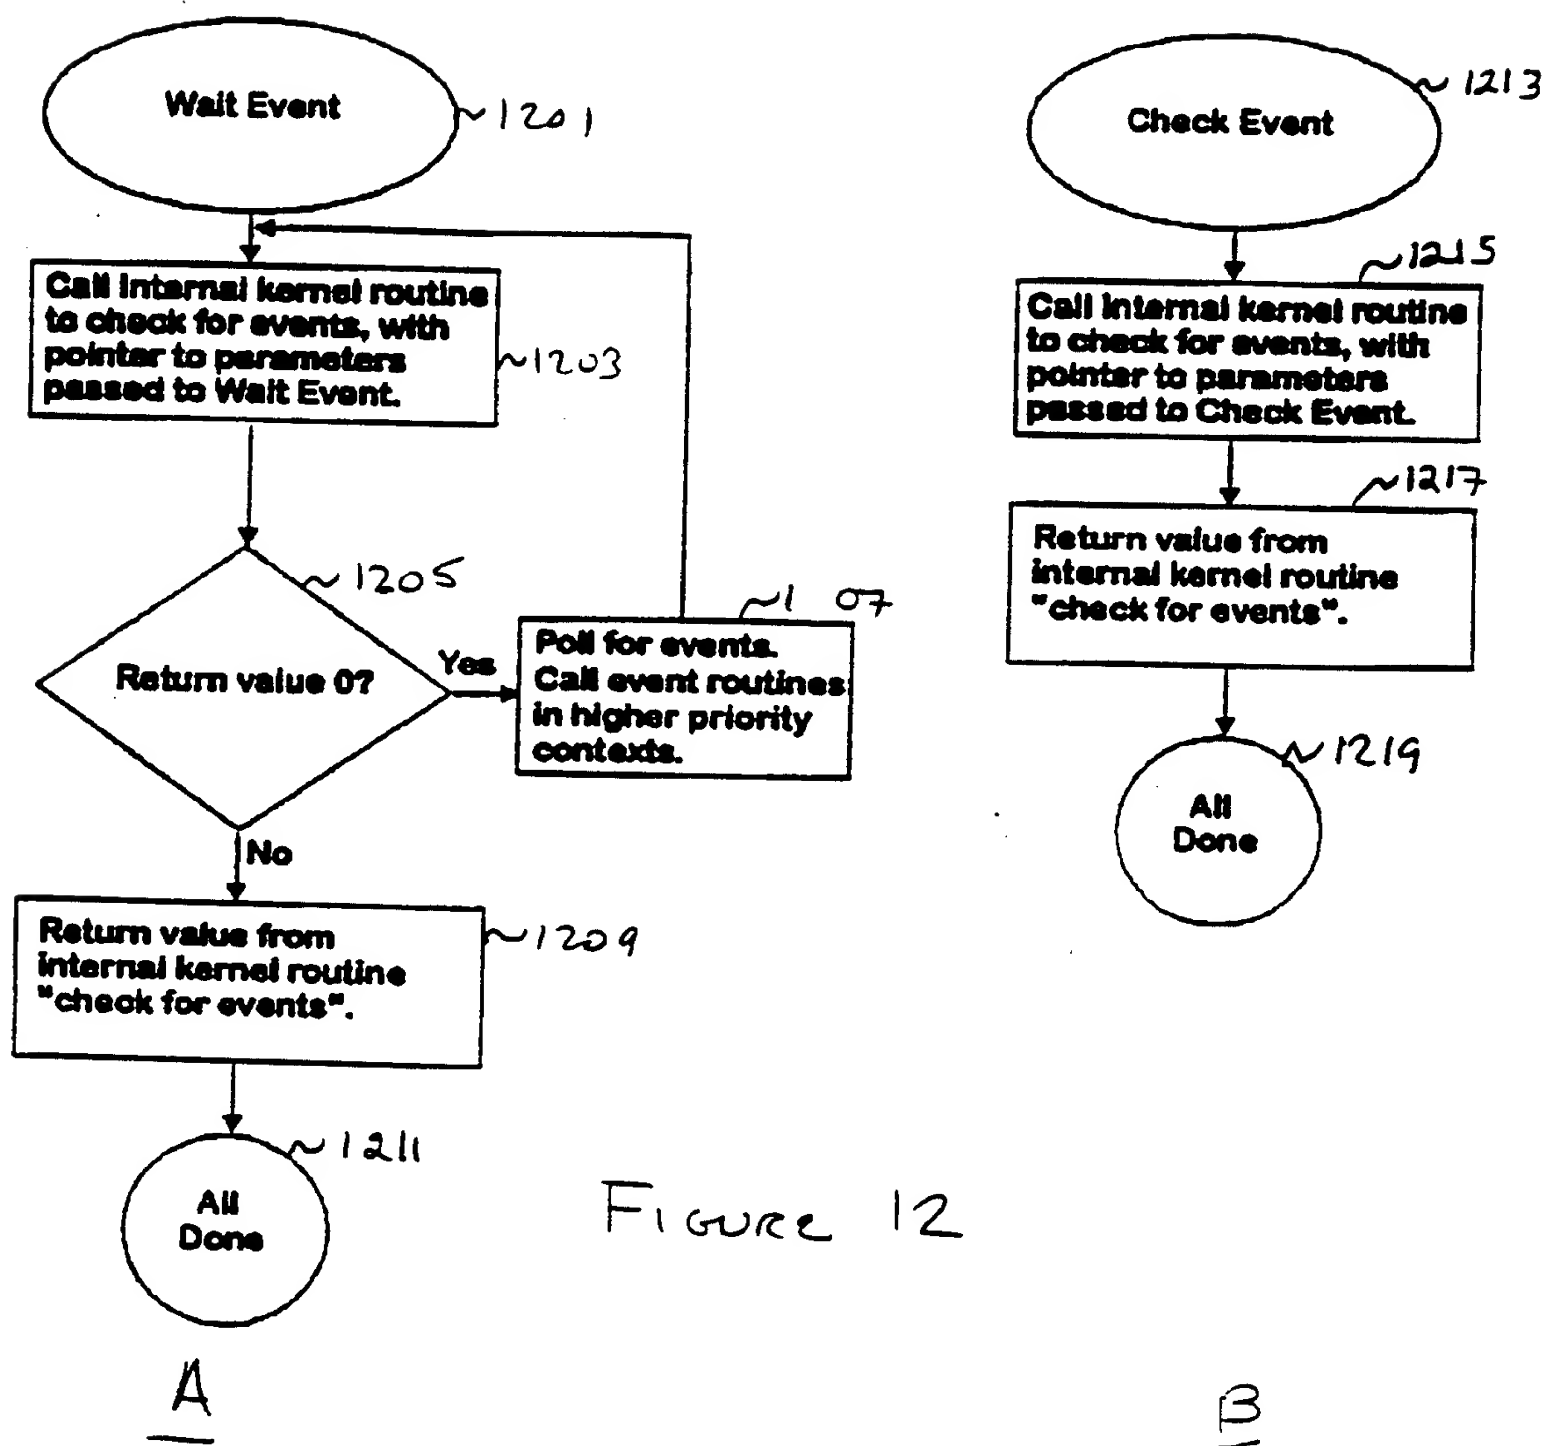 Wait Event
1201
Call internal kernel routine
to check for events, with
pointer to parameters
passed to Wait Event.
1203
Return value 0?
1205
Yes
Poll for events.
Call event routines
in higher priority
contexts.
1 07
No
Return value from
internal kernel routine
"check for events".
1209
All
Done
1211
A
Check Event
1213
Call internal kernel routine
to check for events, with
pointer to parameters
passed to Check Event.
1215
Return value from
internal kernel routine
"check for events".
1217
All
Done
1219
B
FIGURE 12